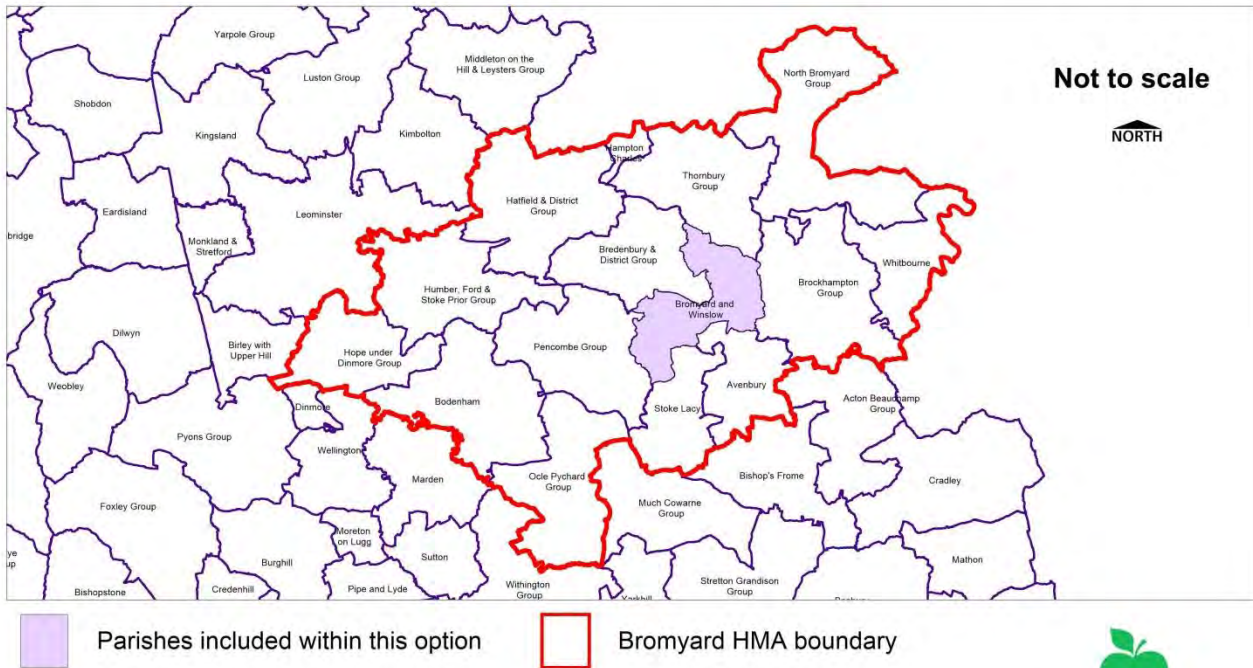 Yarpole Group
Middleton on the
Hill & Leysters Group
North Bromyard
Group
Not to scale
Luston Group
Shobdon
NORTH
Kingsland
Kimbolton
Hampton
Charles
Thornbury
Group
Hatfield & District
Group
Eardisland
Leominster
bridge
Monkland &
Stretford
Bredenbury &
District Group
Whitbourne
Humber, Ford &
Stoke Prior Group
Brockhampton
Group
Bromyard and
Winslow
Dilwyn
Birley with
Upper Hill
Hope under
Dinmore Group
Pencombe Group
Weobley
Avenbury
Bodenham
Stoke Lacy
Acton Beauchamp
Group
Dinmore
Pyons Group
Wellington
Marden
Ocle Pychard
Group
Bishop's Frome
Cradley
Foxley Group
Much Cowarne
Group
Moreton
on Lugg
Sutton
Burghill
Mathon
Bishopstone
Credenhill
Pipe and Lyde
Withington
Group
Stretton Grandison
Group
Yarkhill
Parishes included within this option
Bromyard HMA boundary